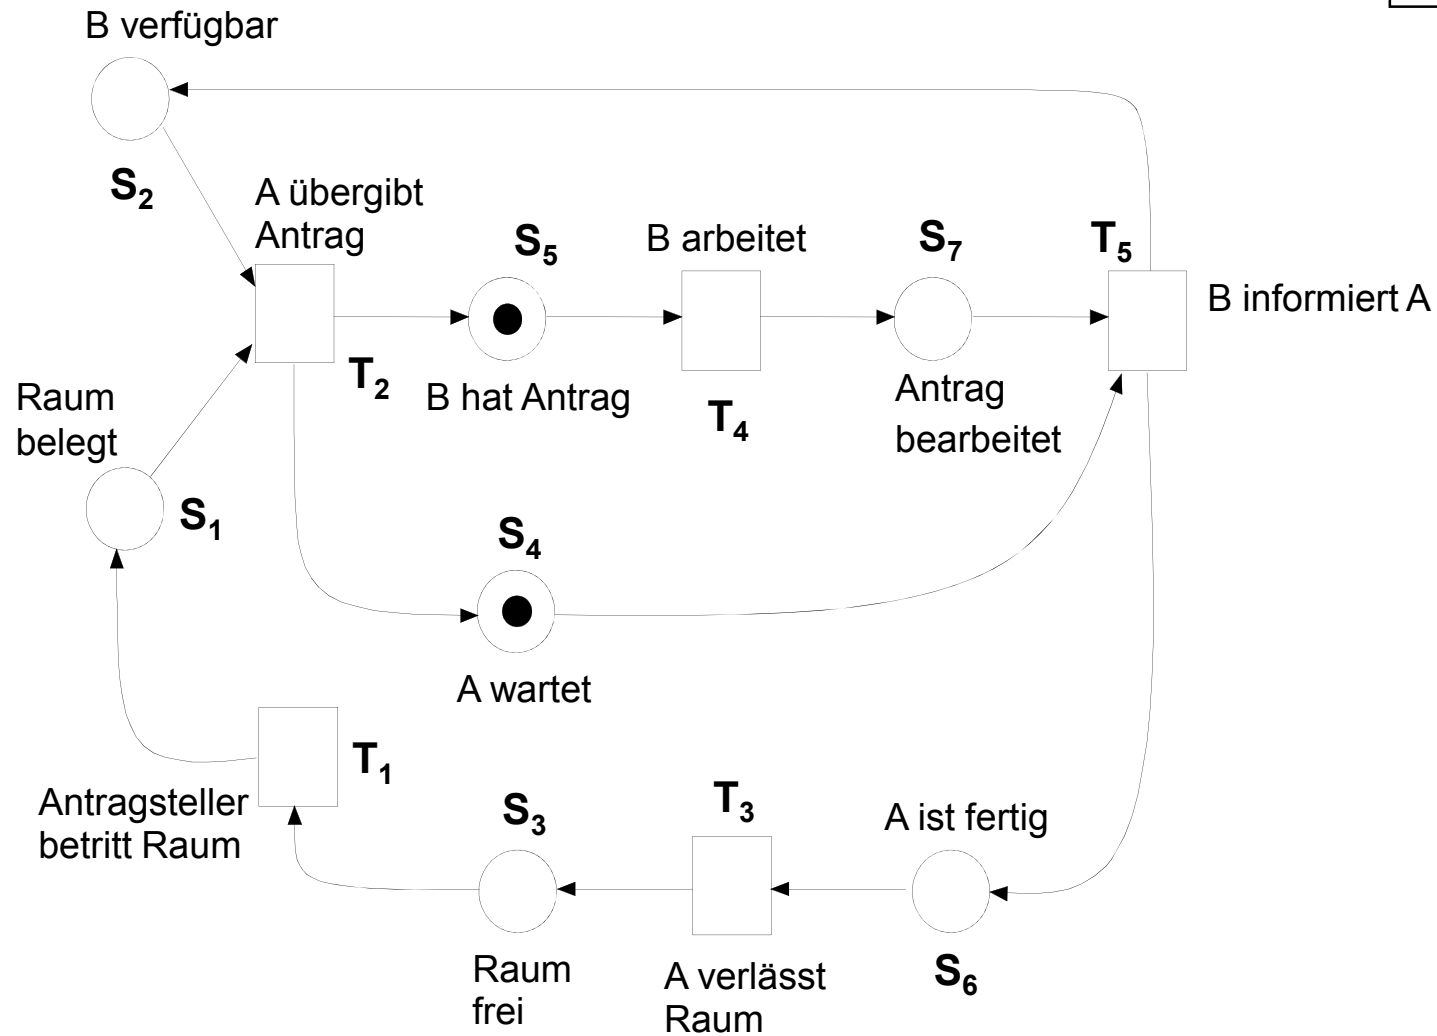 B verfügbar
S2
A übergibt
Antrag
T2
S5
B hat Antrag
B arbeitet
T4
S7
Antrag
bearbeitet
T5
B informiert A
Raum
belegt
S1
S4
A wartet
T1
Antragsteller
betritt Raum
S3
Raum
frei
T3
A verlässt
Raum
A ist fertig
S6